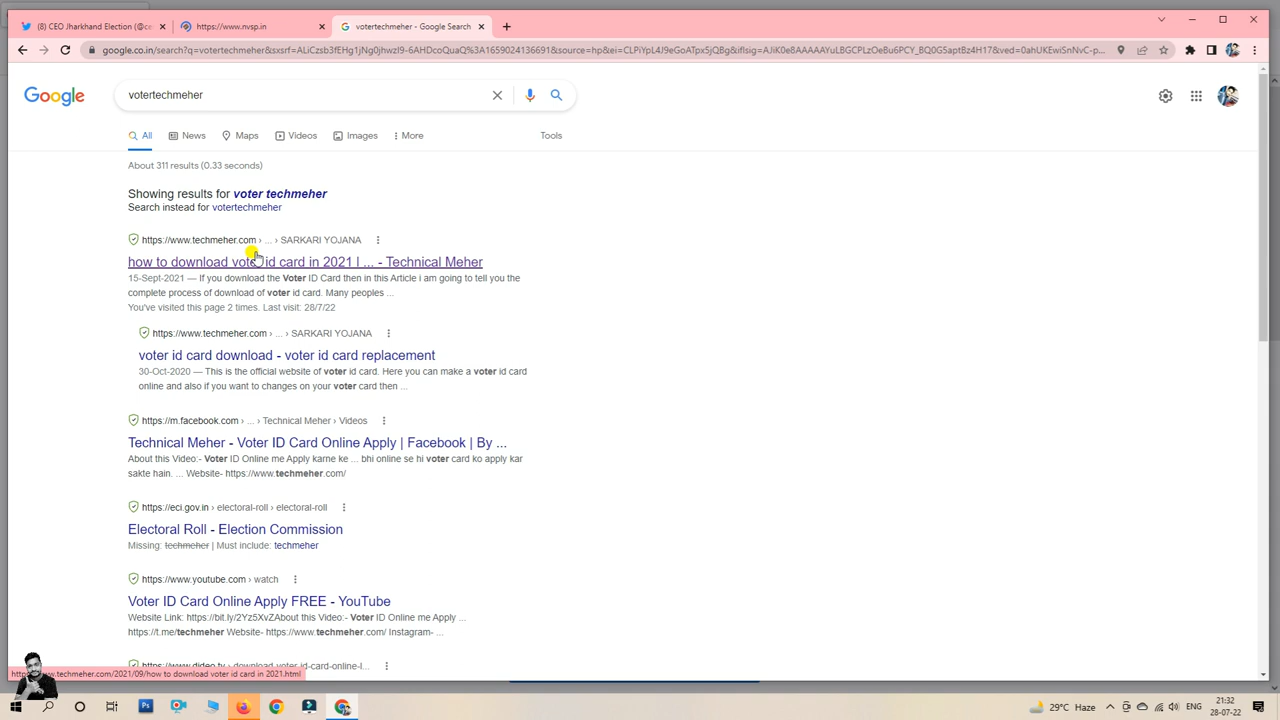 (8) CEO Jharkhand Election (@ce
https://www.nvsp.in
votertechmeher - Google Search
google.co.in/search?q=votertechmeher&sxsrf=ALiCzsb3fEHg1jNg0jhwzI9-6AHDcoQuaQ%3A1659024136691&source=hp&ei=CLPiYpL4J9eGoATpx5jQBg&iflsig=AJiK0e8AAAAAYuLBGCPLzOeBu6PCY_BQ0G5aptBz4H17&ved=0ahUKEwiSnNvC-p...
Google
votertechmeher
All
News
Maps
Videos
Images
More
Tools
About 311 results (0.33 seconds)
Showing results for voter techmeher
Search instead for votertechmeher
https://www.techmeher.com › ... › SARKARI YOJANA
how to download voter id card in 2021 | ... - Technical Meher
15-Sept-2021 — If you download the Voter ID Card then in this Article i am going to tell you the
complete process of download of voter id card. Many peoples ...
You've visited this page 2 times. Last visit: 28/7/22
https://www.techmeher.com › ... › SARKARI YOJANA
voter id card download - voter id card replacement
30-Oct-2020 — This is the official website of voter id card. Here you can make a voter id card
online and also if you want to changes on your voter card then ...
https://m.facebook.com › ... › Technical Meher › Videos
Technical Meher - Voter ID Card Online Apply | Facebook | By ...
About this Video:- Voter ID Online me Apply karne ke ... bhi online se hi voter card ko apply kar
sakte hain. ... Website- https://www.techmeher.com/
https://eci.gov.in › electoral-roll › electoral-roll
Electoral Roll - Election Commission
Missing: techmeher | Must include: techmeher
https://www.youtube.com › watch
Voter ID Card Online Apply FREE - YouTube
Website Link: https://bit.ly/2Yz5XvZAbout this Video:- Voter ID Online me Apply ...
https://t.me/techmeher Website- https://www.techmeher.com/ Instagram- ...
https://www.dideo.tv › download-voter-id-card-online-l...
w.techmeher.com/2021/09/how to download voter id card in 2021.html
29°C Haze
21:32
28-07-22